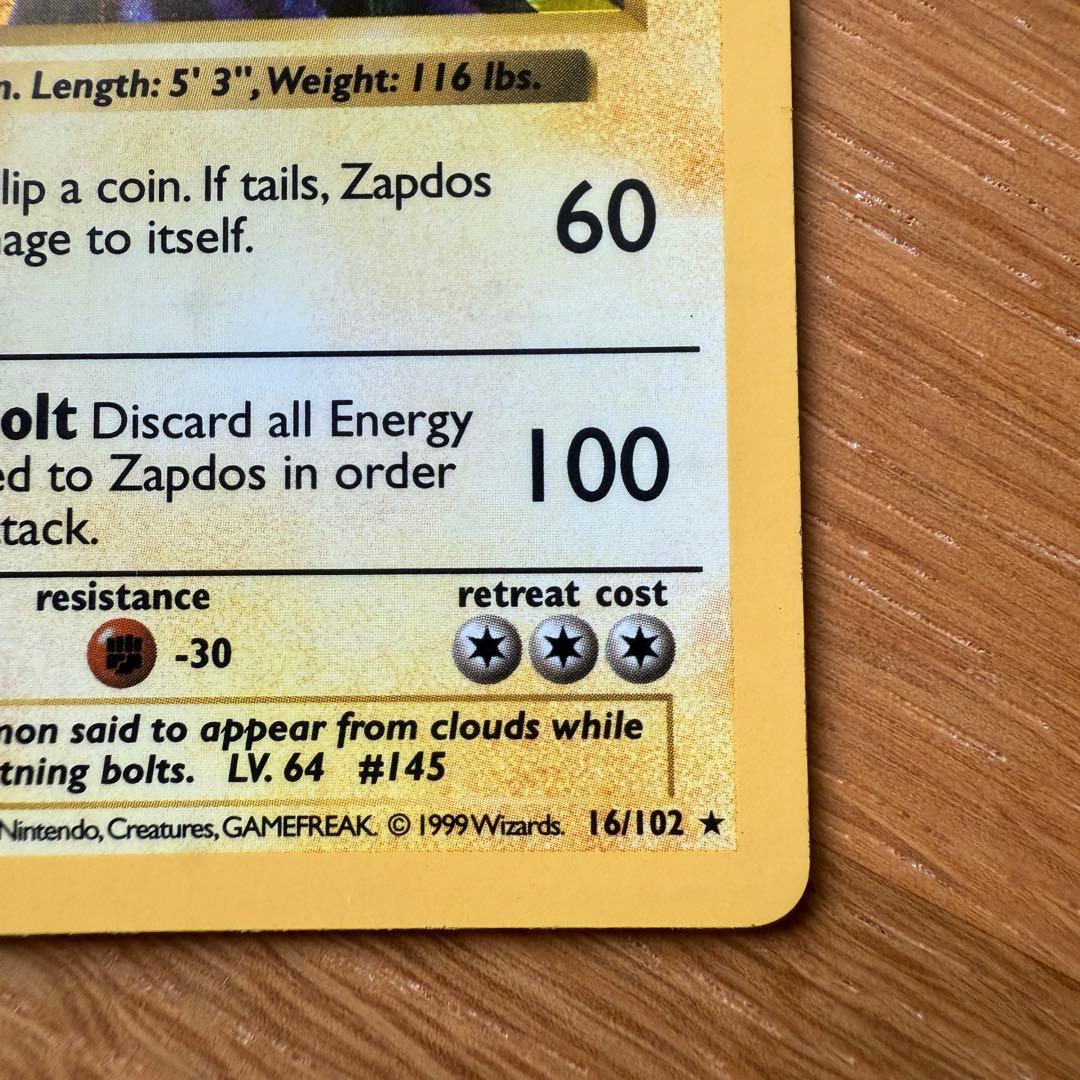 n. Length: 5' 3", Weight: 116 lbs.
lip a coin. If tails, Zapdos
age to itself.
60
olt Discard all Energy
ed to Zapdos in order
tack.
100
resistance
retreat cost
-30
mon said to appear from clouds while
tning bolts. LV. 64 #145
Nintendo, Creatures, GAMEFREAK. © 1999 Wizards. 16/102 ★